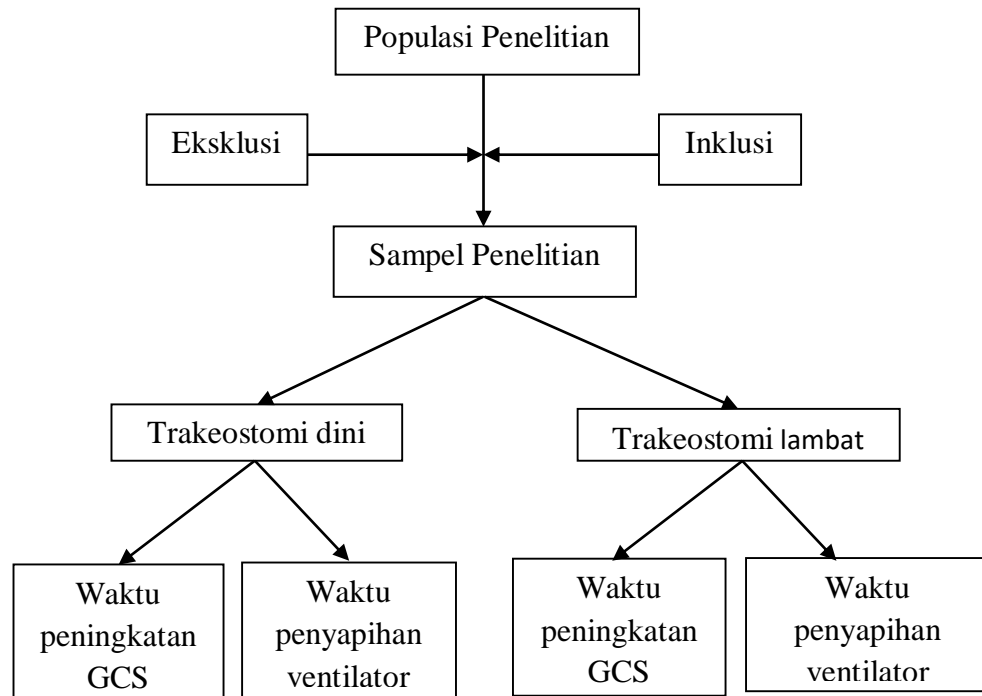 Populasi Penelitian
Eksklusi
Inklusi
Sampel Penelitian
Trakeostomi dini
Trakeostomi lambat
Waktu
peningkatan
GCS
Waktu
penyapihan
ventilator
Waktu
peningkatan
GCS
Waktu
penyapihan
ventilator